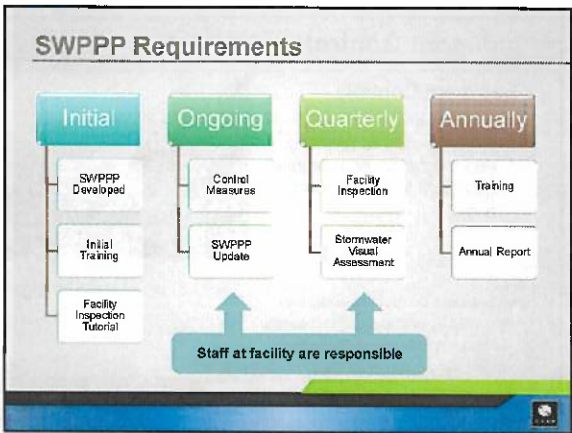 SWPPP Requirements
Initial
Ongoing
Quarterly
Annually
SWPPP
Developed
Initial
Training
Facility
Inspection
Tutorial
Control
Measures
SWPPP
Update
Facility
Inspection
Stormwater
Visual
Assessment
Training
Annual Report
Staff at facility are responsible